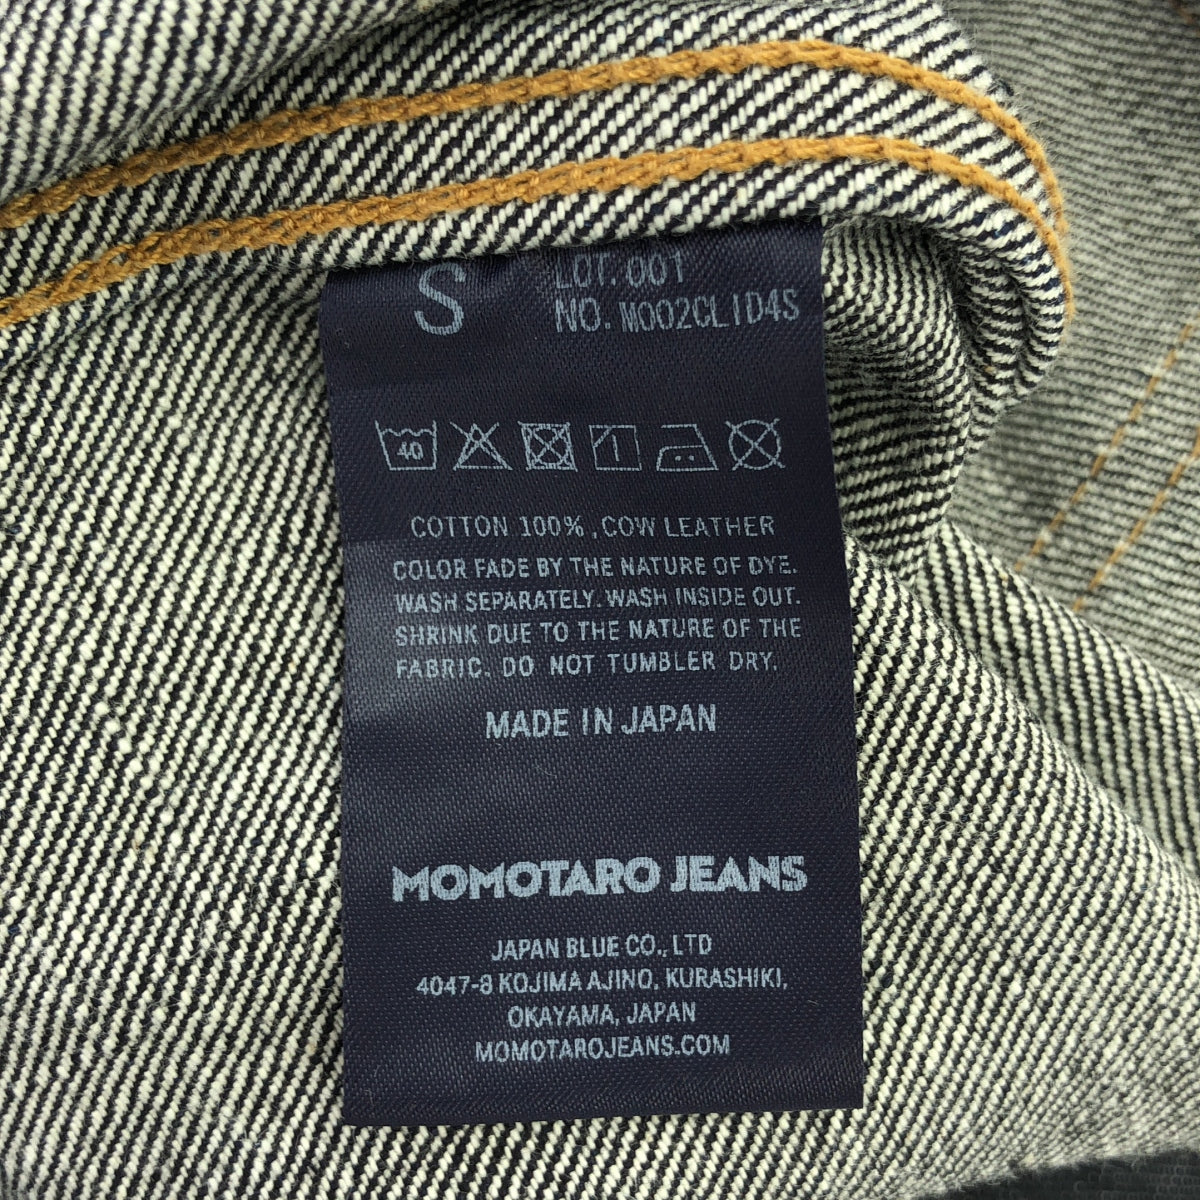 S
LOT. 001
NO. M002CLID4S
40
COTTON 100%, COW LEATHER
COLOR FADE BY THE NATURE OF DYE.
WASH SEPARATELY. WASH INSIDE OUT.
SHRINK DUE TO THE NATURE OF THE
FABRIC. DO NOT TUMBLER DRY.
MADE IN JAPAN
MOMOTARO JEANS
JAPAN BLUE CO., LTD
4047-8 KOJIMA AJINO, KURASHIKI,
OKAYAMA, JAPAN
MOMOTAROJEANS.COM